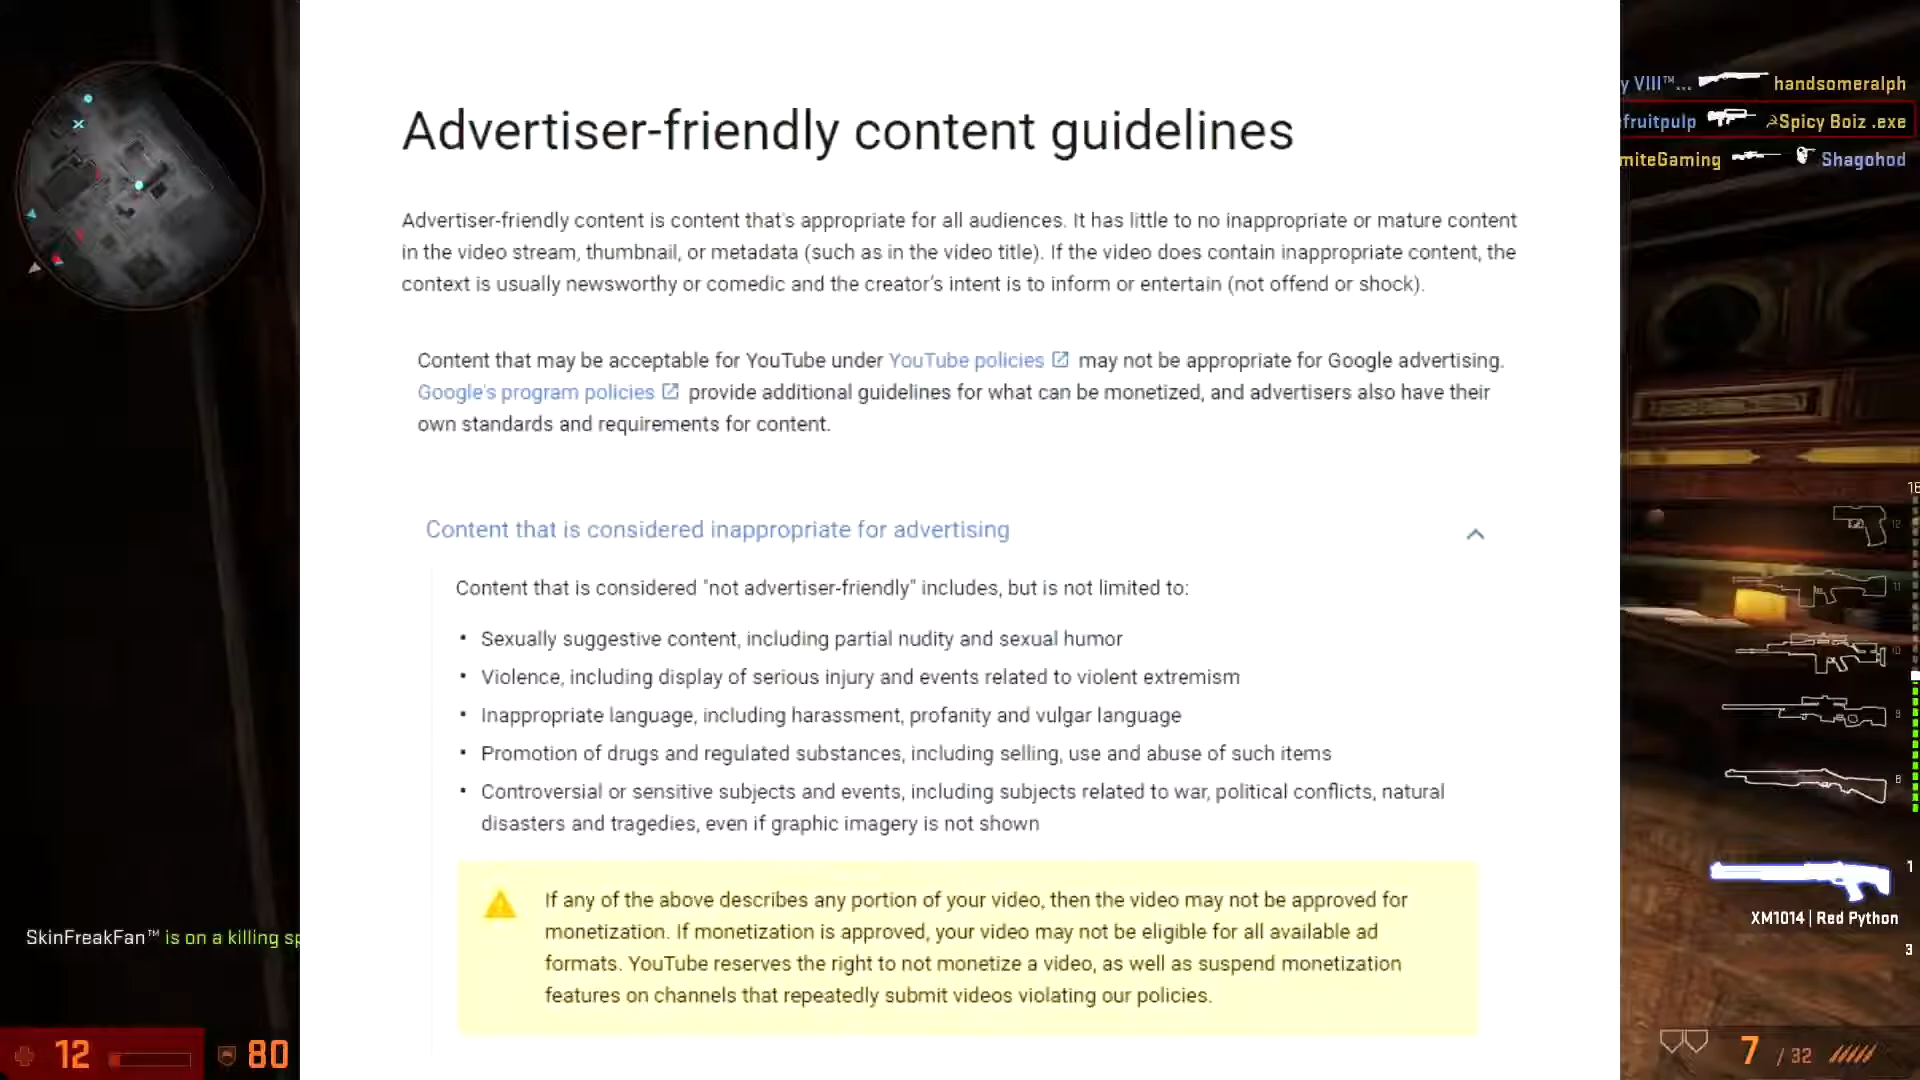 Advertiser-friendly content guidelines
Advertiser-friendly content is content that's appropriate for all audiences. It has little to no inappropriate or mature content
in the video stream, thumbnail, or metadata (such as in the video title). If the video does contain inappropriate content, the
context is usually newsworthy or comedic and the creator's intent is to inform or entertain (not offend or shock).
Content that may be acceptable for YouTube under YouTube policies may not be appropriate for Google advertising.
Google's program policies provide additional guidelines for what can be monetized, and advertisers also have their
own standards and requirements for content.
Content that is considered inappropriate for advertising
Content that is considered "not advertiser-friendly" includes, but is not limited to:
• Sexually suggestive content, including partial nudity and sexual humor
• Violence, including display of serious injury and events related to violent extremism
• Inappropriate language, including harassment, profanity and vulgar language
• Promotion of drugs and regulated substances, including selling, use and abuse of such items
• Controversial or sensitive subjects and events, including subjects related to war, political conflicts, natural
disasters and tragedies, even if graphic imagery is not shown
If any of the above describes any portion of your video, then the video may not be approved for
monetization. If monetization is approved, your video may not be eligible for all available ad
formats. YouTube reserves the right to not monetize a video, as well as suspend monetization
features on channels that repeatedly submit videos violating our policies.
y VIII™... handsomeralph
fruitpulp ☭Spicy Boiz .exe
miteGaming Shagohod
12
11
10
9
XM1014 | Red Python
SkinFreakFan™ is on a killing sp
12
80
7 / 32